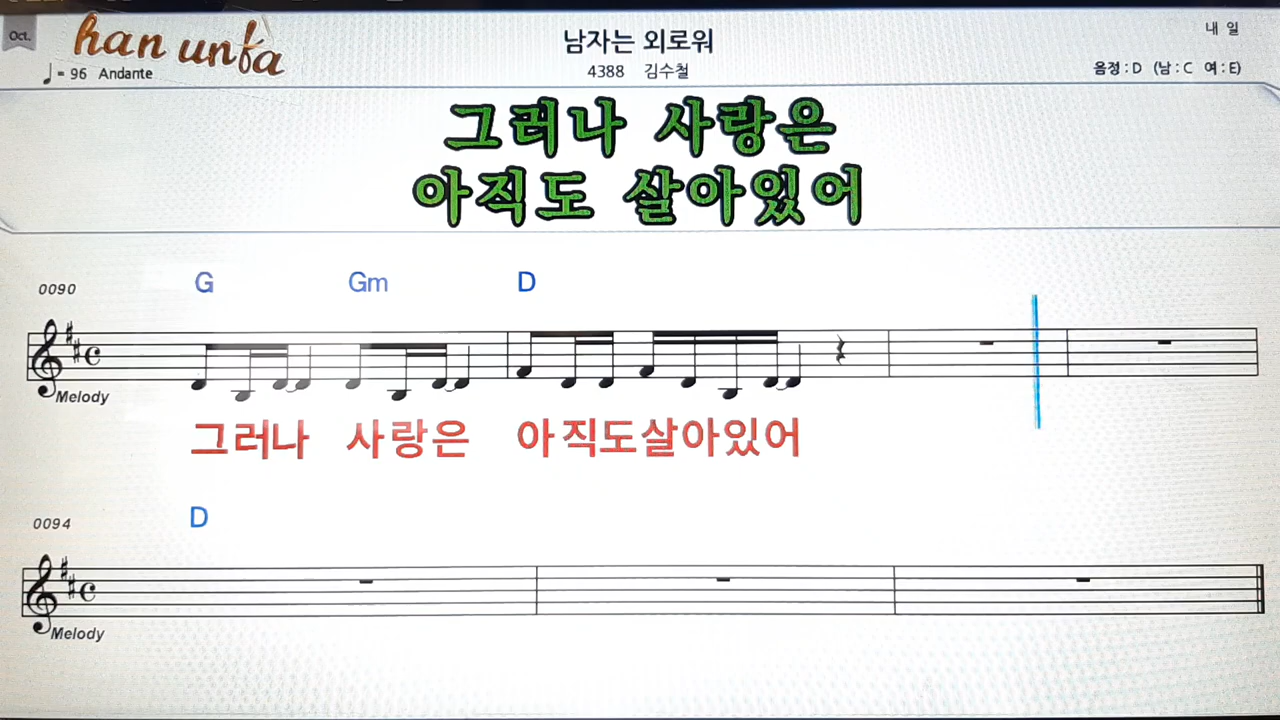 Oct.
han unfa
♩= 96 Andante
남자는 외로워
4388 김수철
내 일
음정 : D (남 : C 여 : E)
그러나 사랑은
아직도 살아있어
0090
G Gm D
Melody
그러나 사랑은 아직도살아있어
0094
D
Melody